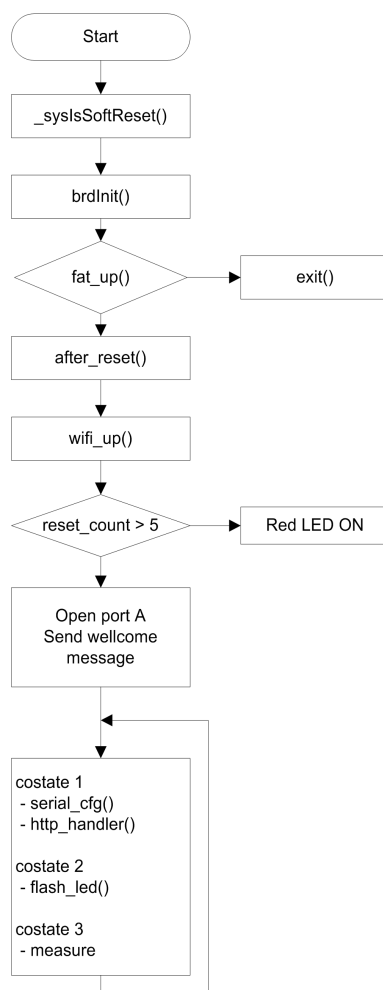 Start
_sysIsSoftReset()
brdInit()
fat_up()
exit()
after_reset()
wifi_up()
reset_count > 5
Red LED ON
Open port A
Send wellcome
message
costate 1
- serial_cfg()
- http_handler()
costate 2
- flash_led()
costate 3
- measure